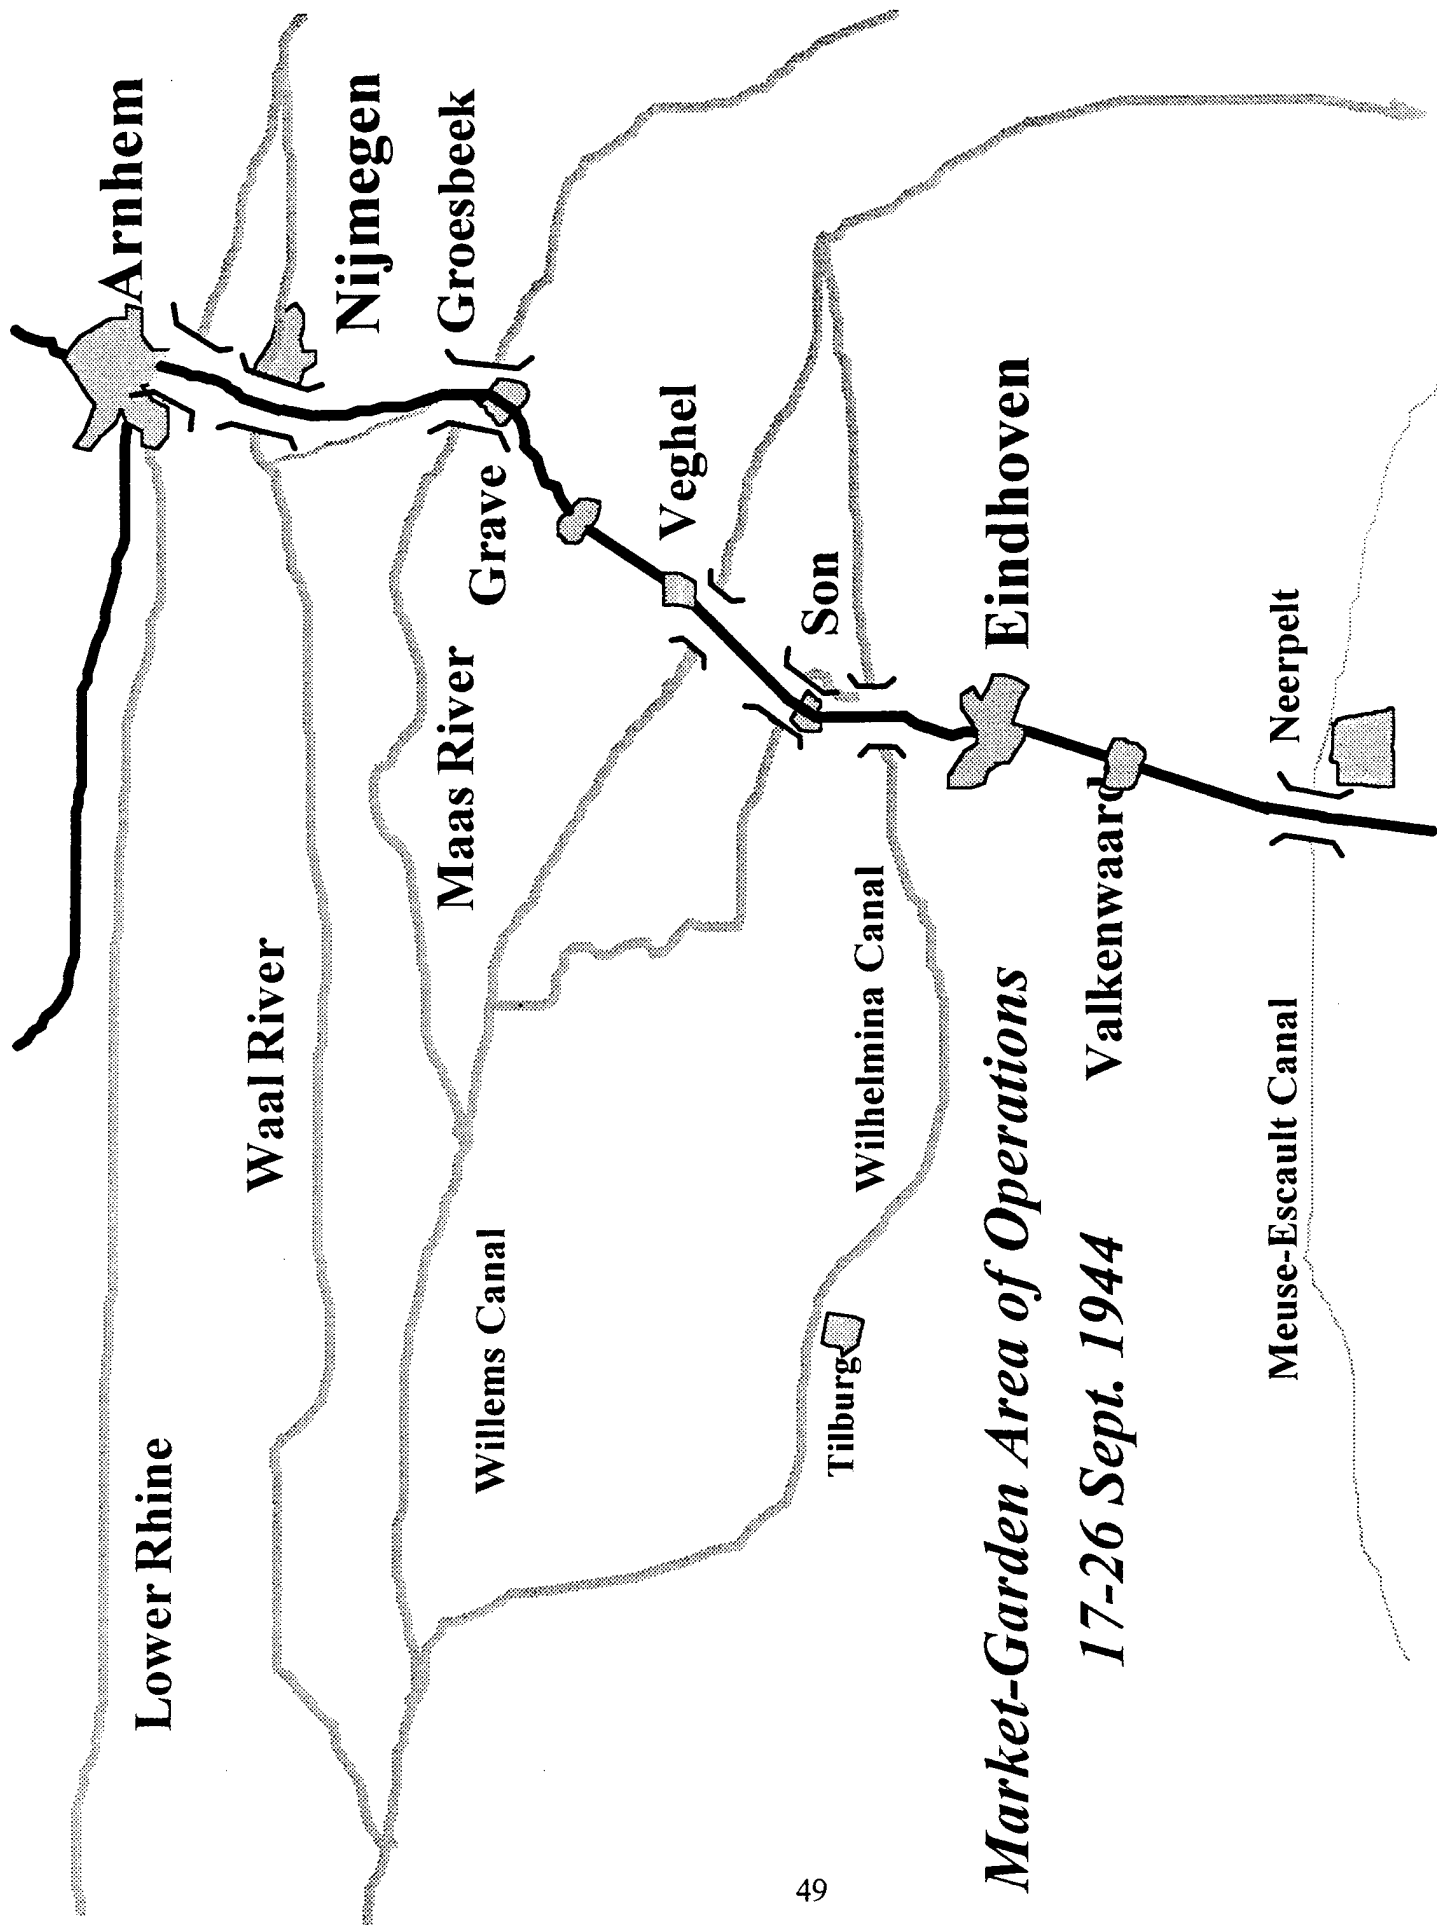 Arnhem
Nijmegen
Groesbeek
Grave
Veghel
Son
Eindhoven
Neerpelt
Maas River
Waal River
Lower Rhine
Willems Canal
Wilhelmina Canal
Valkenwaard
Meuse-Escault Canal
Tilburg
Market-Garden Area of Operations
17-26 Sept. 1944
49